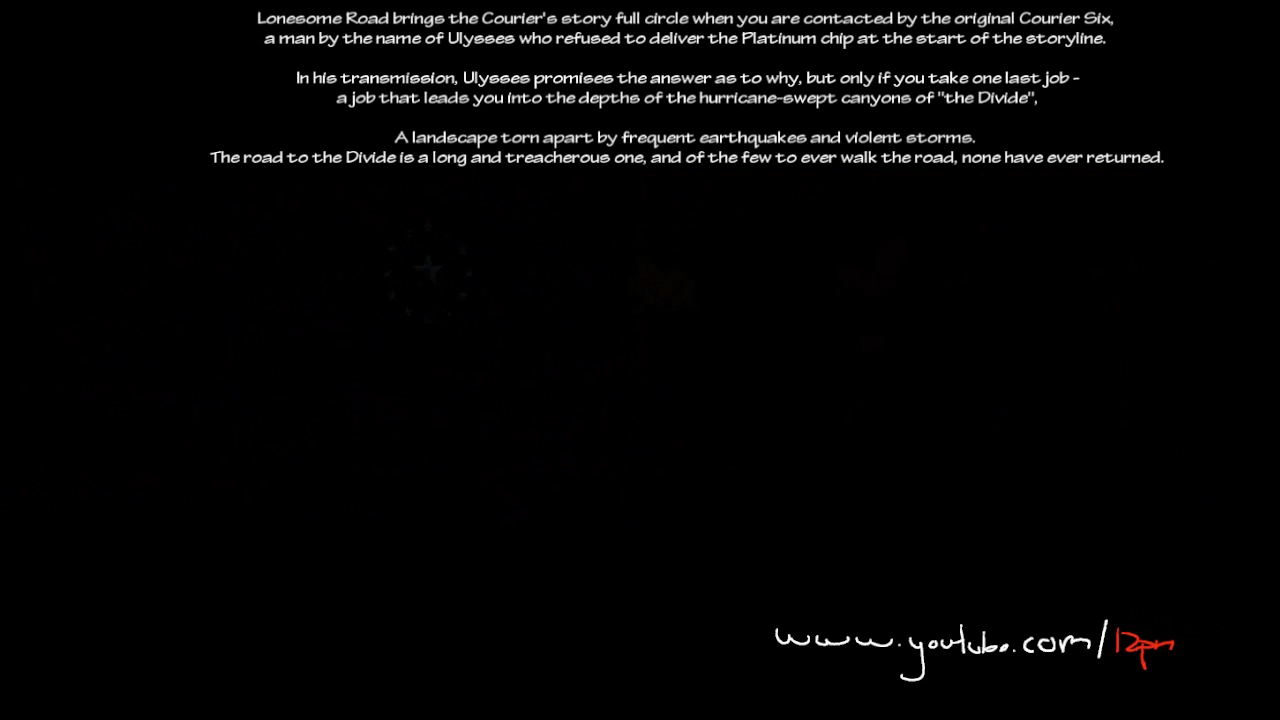 Lonesome Road brings the Courier's story full circle when you are contacted by the original Courier Six,
a man by the name of Ulysses who refused to deliver the Platinum chip at the start of the storyline.
In his transmission, Ulysses promises the answer as to why, but only if you take one last job -
a job that leads you into the depths of the hurricane-swept canyons of "the Divide",
A landscape torn apart by frequent earthquakes and violent storms.
The road to the Divide is a long and treacherous one, and of the few to ever walk the road, none have ever returned.
www.youtube.com/